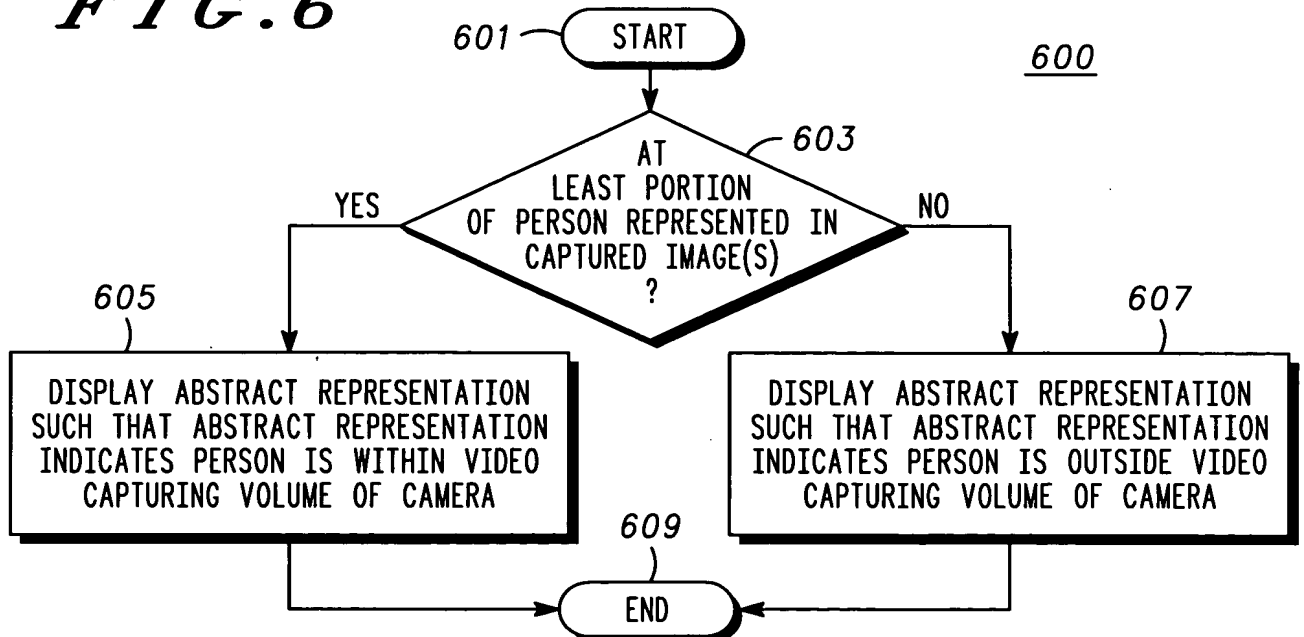 FIG.6
601
START
600
603
AT
LEAST PORTION
OF PERSON REPRESENTED IN
CAPTURED IMAGE(S)
?
YES
NO
605
DISPLAY ABSTRACT REPRESENTATION
SUCH THAT ABSTRACT REPRESENTATION
INDICATES PERSON IS WITHIN VIDEO
CAPTURING VOLUME OF CAMERA
607
DISPLAY ABSTRACT REPRESENTATION
SUCH THAT ABSTRACT REPRESENTATION
INDICATES PERSON IS OUTSIDE VIDEO
CAPTURING VOLUME OF CAMERA
609
END